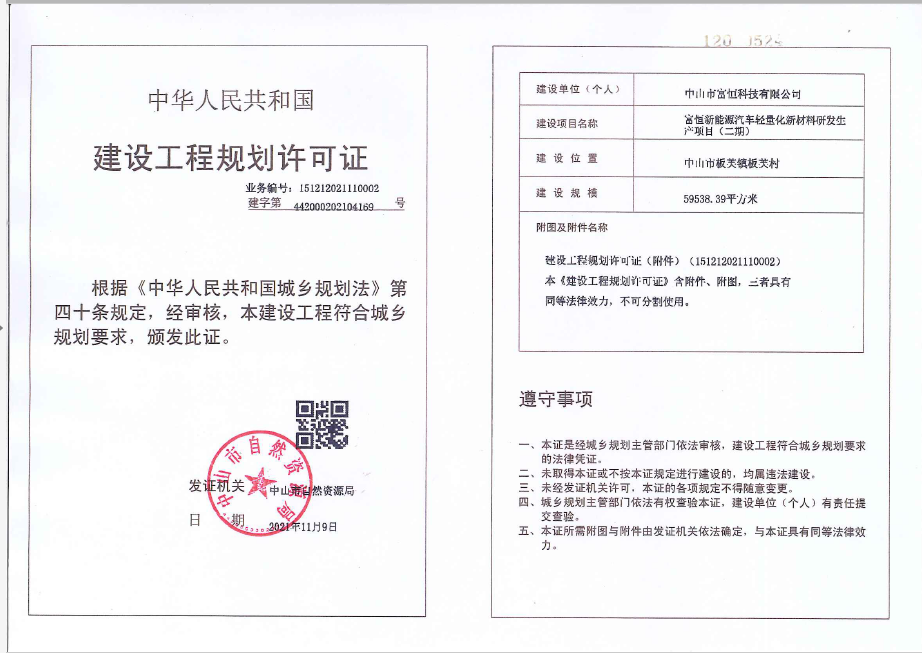 中华人民共和国
建设工程规划许可证
业务编号：151212021110002
建字第 442000202104169 号
根据《中华人民共和国城乡规划法》第
四十条规定，经审核，本建设工程符合城乡
规划要求，颁发此证。
中山市自然资源局
发证机关 中山市自然资源局
日 期 2021年11月9日
建设单位（个人） 中山市富恒科技有限公司
建设项目名称 富恒新能源汽车轻量化新材料研发生
产项目（二期）
建设位置 中山市板芙镇板芙村
建设规模 59538.39平方米
附图及附件名称
建设工程规划许可证（附件）（151212021110002）
本《建设工程规划许可证》含附件、附图，三者具有
同等法律效力，不可分割使用。
遵守事项
一、本证是经城乡规划主管部门依法审核，建设工程符合城乡规划要求
的法律凭证。
二、未取得本证或不按本证规定进行建设的，均属违法建设。
三、未经发证机关许可，本证的各项规定不得随意变更。
四、城乡规划主管部门依法有权查验本证，建设单位（个人）有责任提
交查验。
五、本证所需附图与附件由发证机关依法确定，与本证具有同等法律效
力。